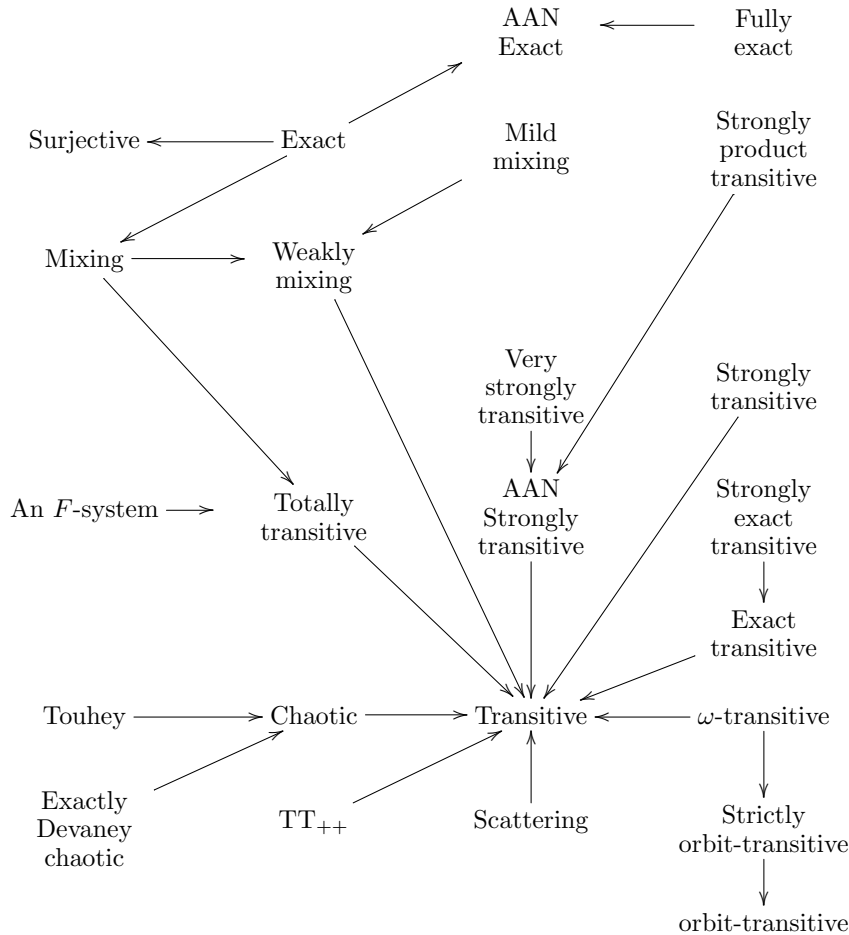 AAN
Exact
Fully
exact
Surjective
Exact
Mild
mixing
Strongly
product
transitive
Mixing
Weakly
mixing
Very
strongly
transitive
Strongly
transitive
An F-system
Totally
transitive
AAN
Strongly
transitive
Strongly
exact
transitive
Exact
transitive
Touhey
Chaotic
Transitive
ω-transitive
Exactly
Devaney
chaotic
TT++
Scattering
Strictly
orbit-transitive
orbit-transitive